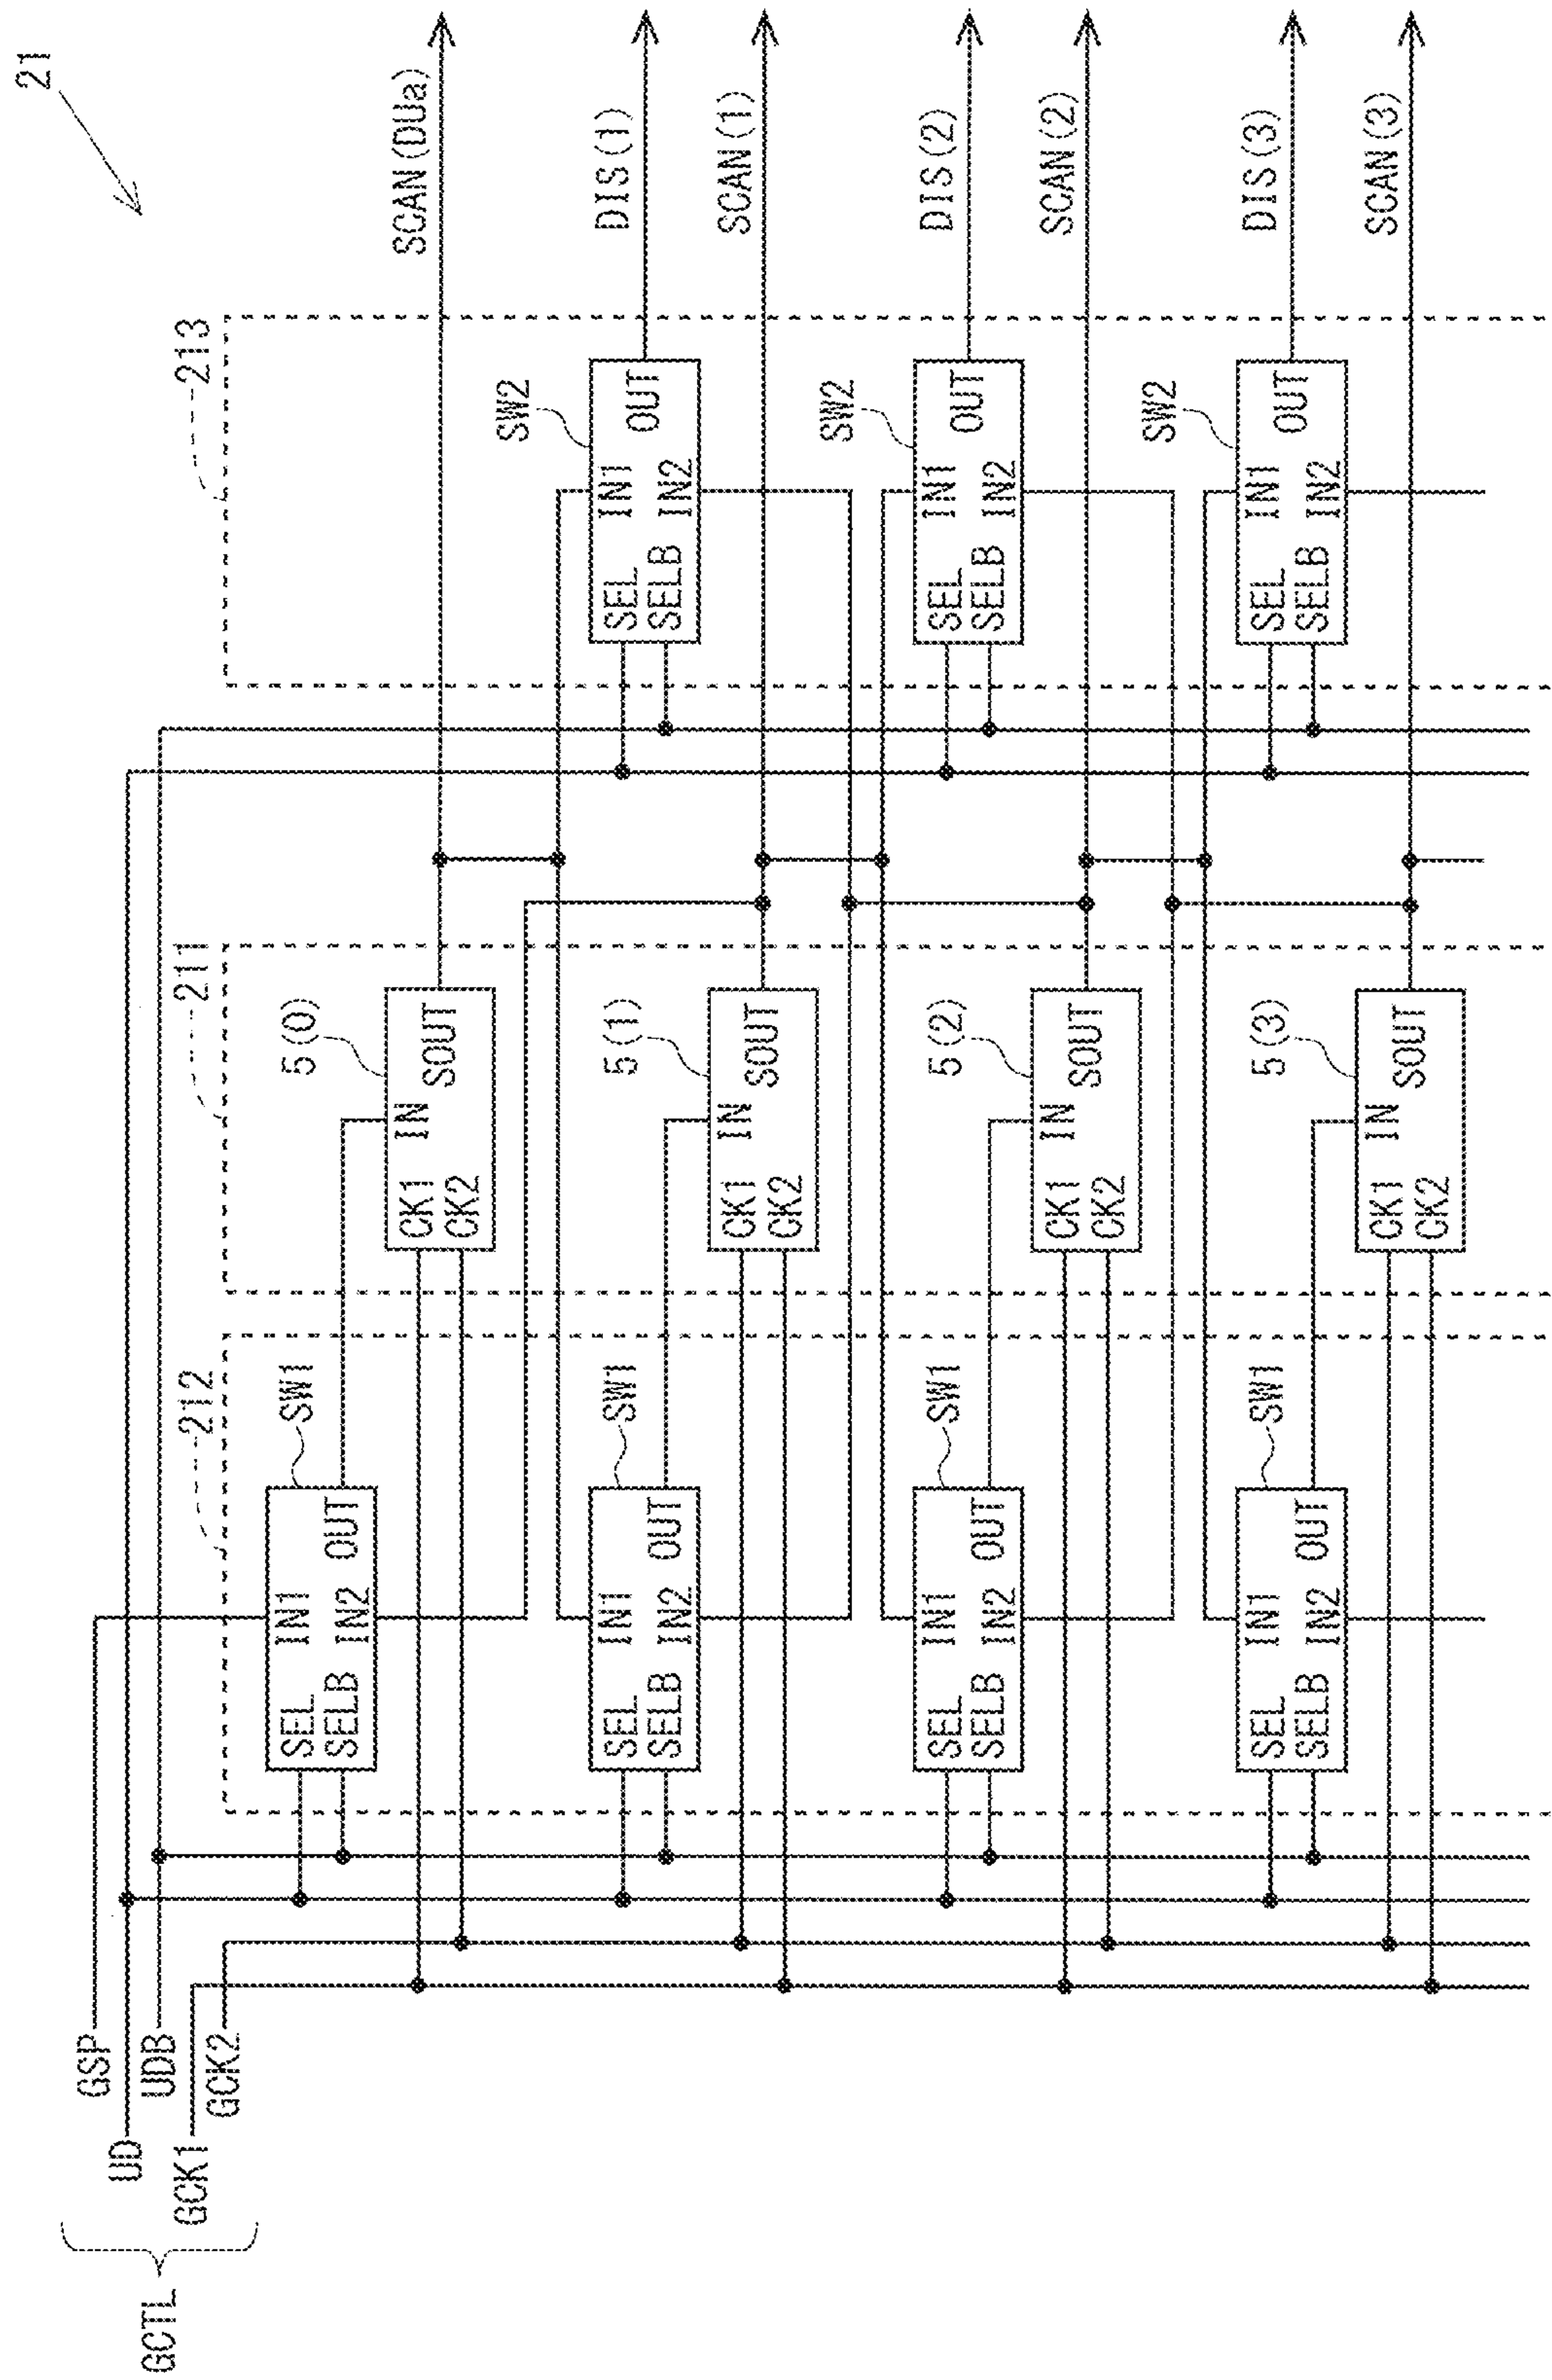 21
SCAN(DUa)
DIS(1)
SCAN(1)
DIS(2)
SCAN(2)
DIS(3)
SCAN(3)
213
SW2
IN1 OUT
SEL
SELB IN2
SW2
IN1 OUT
SEL
SELB IN2
SW2
IN1 OUT
SEL
SELB IN2
211
5(0)
IN
CK1 SOUT
CK2
5(1)
IN
CK1 SOUT
CK2
5(2)
IN
CK1 SOUT
CK2
5(3)
IN
CK1 SOUT
CK2
212
SW1
SEL IN1
SELB IN2 OUT
SW1
SEL IN1
SELB IN2 OUT
SW1
SEL IN1
SELB IN2 OUT
SW1
SEL IN1
SELB IN2 OUT
GSP
UD
UDB
GCK1
GCK2
GCTL